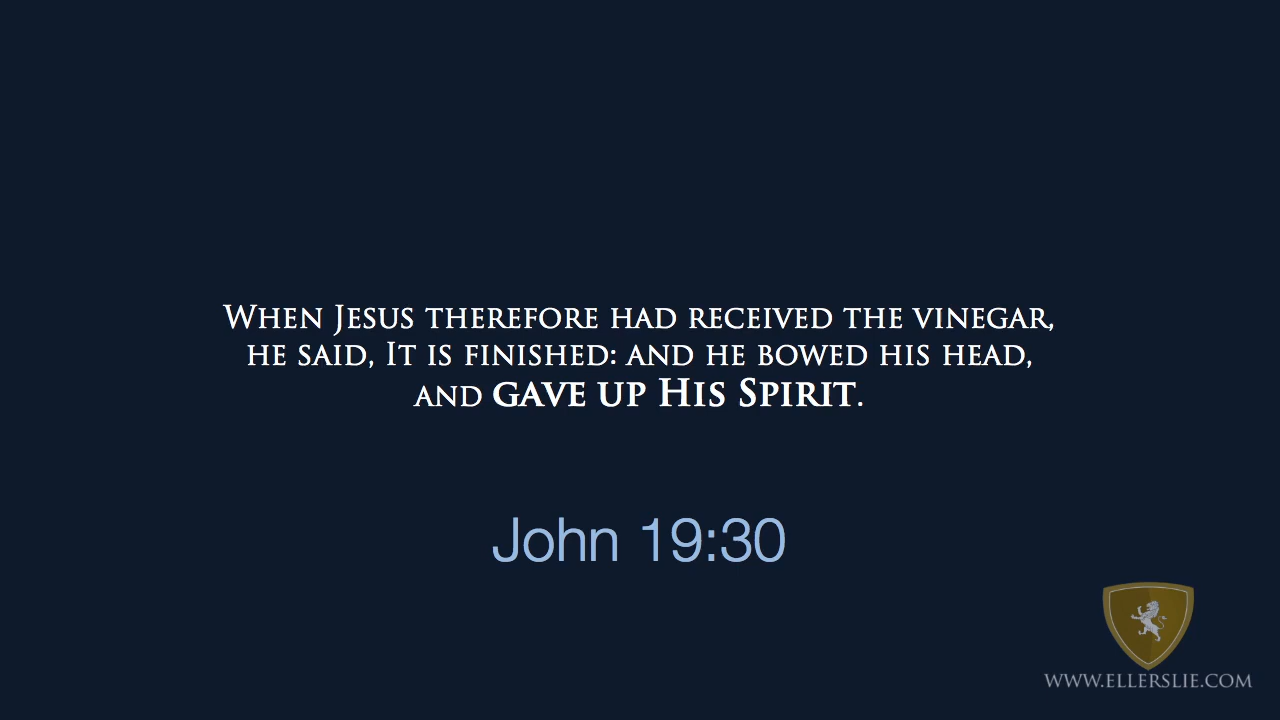 When Jesus therefore had received the vinegar,
he said, It is finished: and he bowed his head,
and gave up His Spirit.
John 19:30
www.ellerslie.com